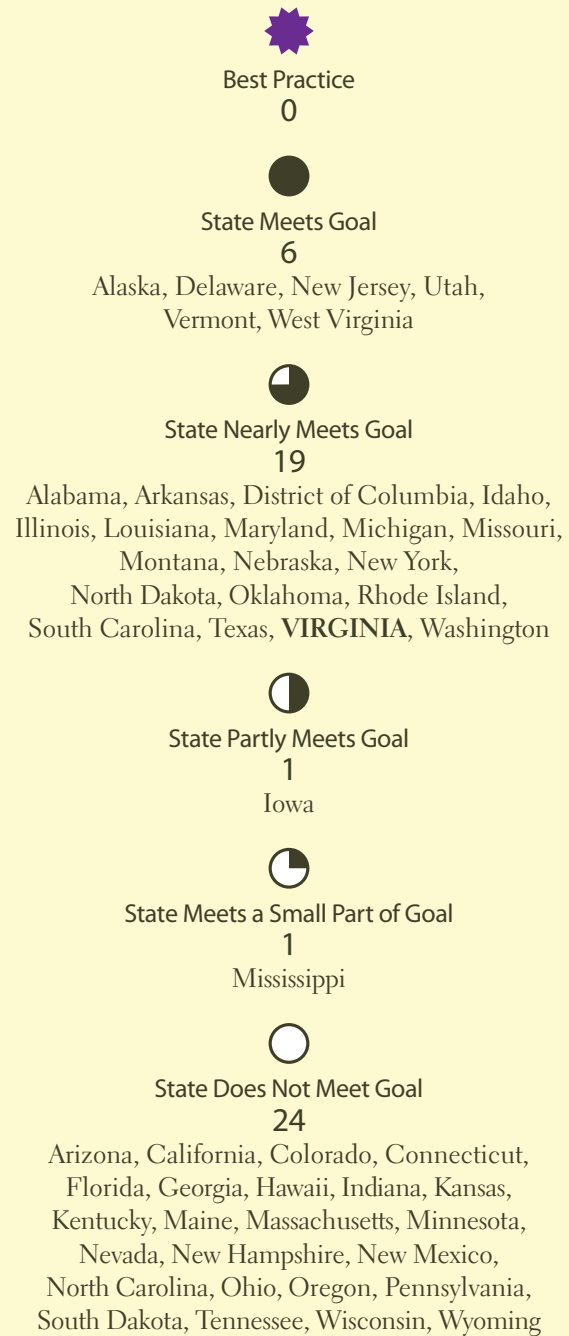 Best Practice
0
State Meets Goal
6
Alaska, Delaware, New Jersey, Utah,
Vermont, West Virginia
State Nearly Meets Goal
19
Alabama, Arkansas, District of Columbia, Idaho,
Illinois, Louisiana, Maryland, Michigan, Missouri,
Montana, Nebraska, New York,
North Dakota, Oklahoma, Rhode Island,
South Carolina, Texas, VIRGINIA, Washington
State Partly Meets Goal
1
Iowa
State Meets a Small Part of Goal
1
Mississippi
State Does Not Meet Goal
24
Arizona, California, Colorado, Connecticut,
Florida, Georgia, Hawaii, Indiana, Kansas,
Kentucky, Maine, Massachusetts, Minnesota,
Nevada, New Hampshire, New Mexico,
North Carolina, Ohio, Oregon, Pennsylvania,
South Dakota, Tennessee, Wisconsin, Wyoming